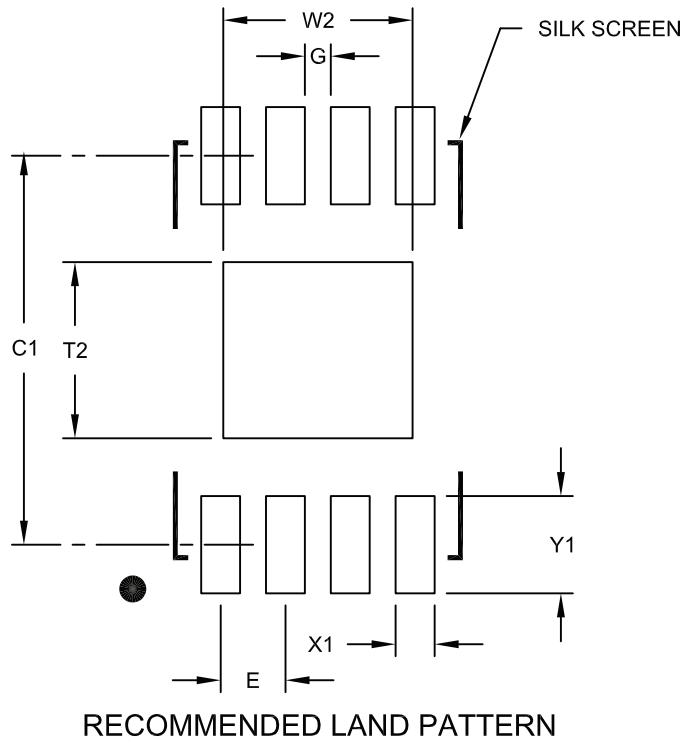 W2
SILK SCREEN
G
C1
T2
Y1
X1
E
RECOMMENDED LAND PATTERN